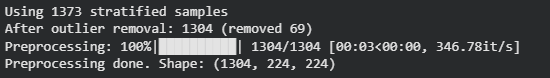 Using 1373 stratified samples
After outlier removal: 1304 (removed 69)
Preprocessing: 100%|██████████| 1304/1304 [00:03<00:00, 346.78it/s]
Preprocessing done. Shape: (1304, 224, 224)